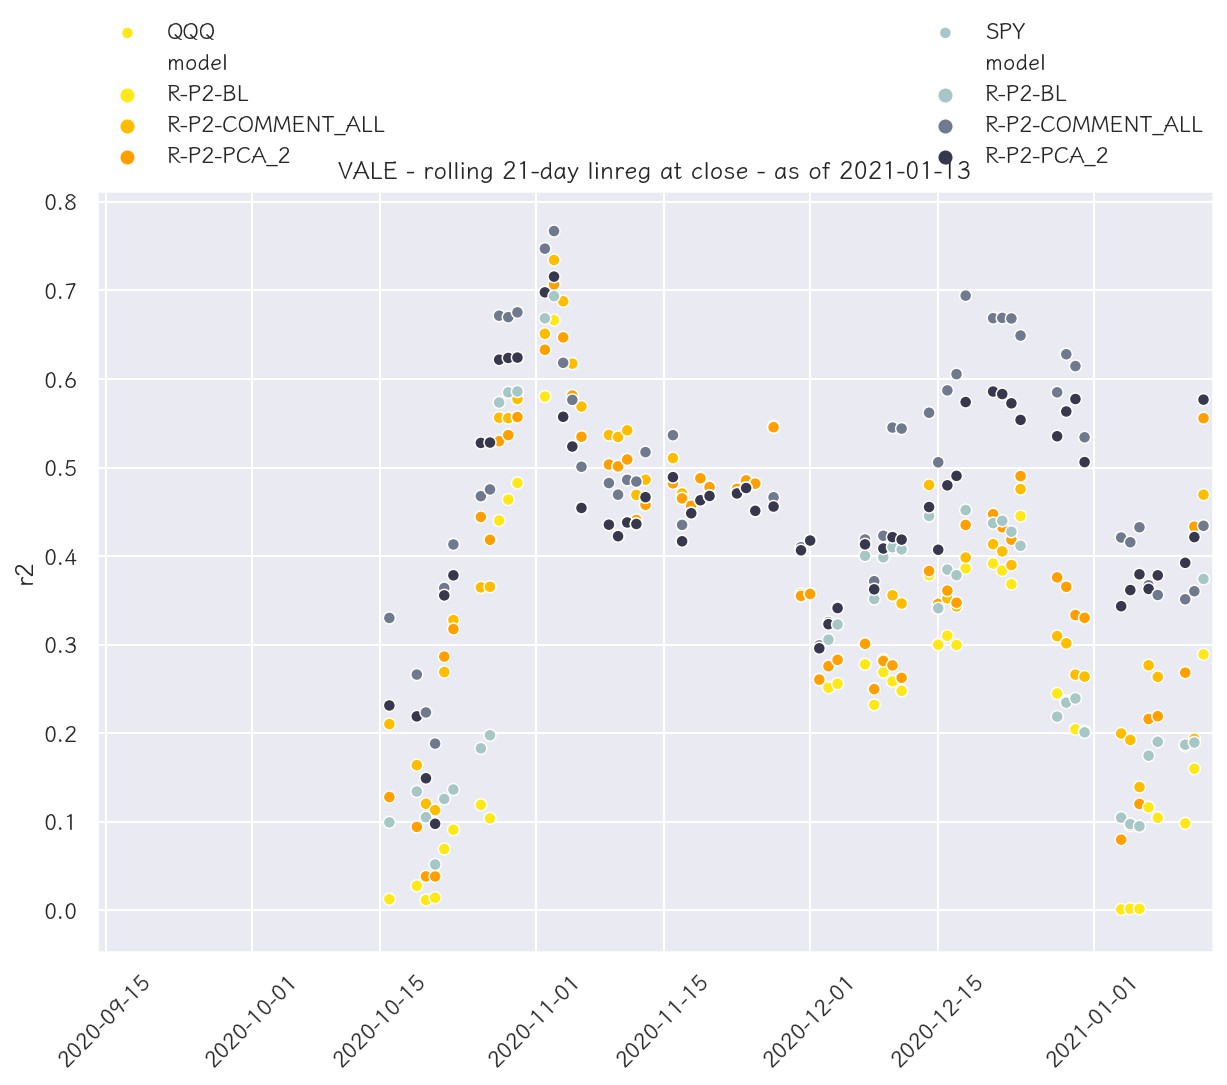 QQQ
model
R-P2-BL
R-P2-COMMENT_ALL
R-P2-PCA_2
SPY
model
R-P2-BL
R-P2-COMMENT_ALL
R-P2-PCA_2
VALE - rolling 21-day linreg at close - as of 2021-01-13
0.8
0.7
0.6
0.5
0.4
0.3
0.2
0.1
0.0
r2
2020-09-15
2020-10-01
2020-10-15
2020-11-01
2020-11-15
2020-12-01
2020-12-15
2021-01-01